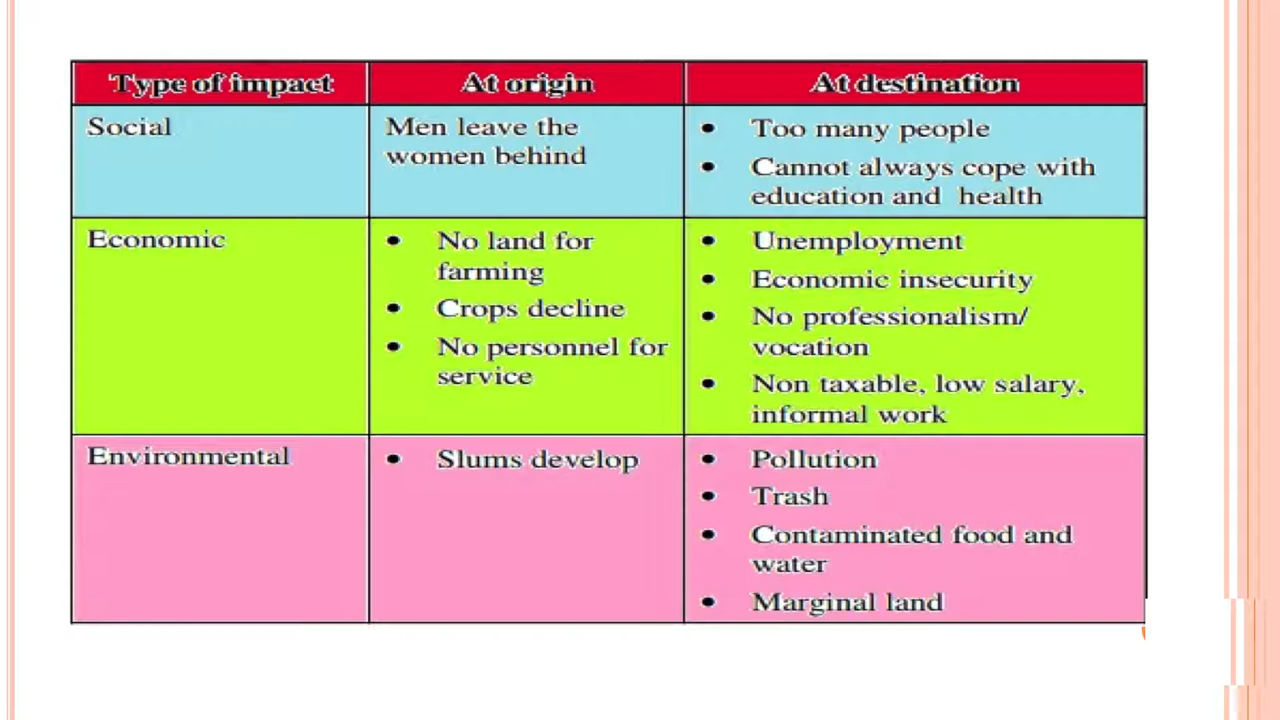 Type of impact
At origin
At destination
Social
Men leave the
women behind
• Too many people
• Cannot always cope with
education and health
Economic
• No land for
farming
• Crops decline
• No personnel for
service
• Unemployment
• Economic insecurity
• No professionalism/
vocation
• Non taxable, low salary,
informal work
Environmental
• Slums develop
• Pollution
• Trash
• Contaminated food and
water
• Marginal land